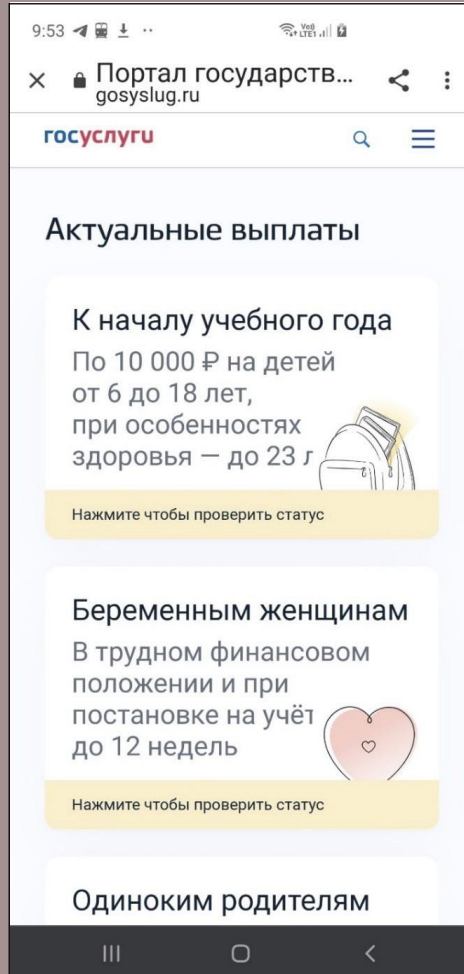 9:53
Vo))
LTE1
Портал государств...
gosyslug.ru
госуслуги
Актуальные выплаты
К началу учебного года
По 10 000 ₽ на детей
от 6 до 18 лет,
при особенностях
здоровья — до 23 л
Нажмите чтобы проверить статус
Беременным женщинам
В трудном финансовом
положении и при
постановке на учёт
до 12 недель
Нажмите чтобы проверить статус
Одиноким родителям